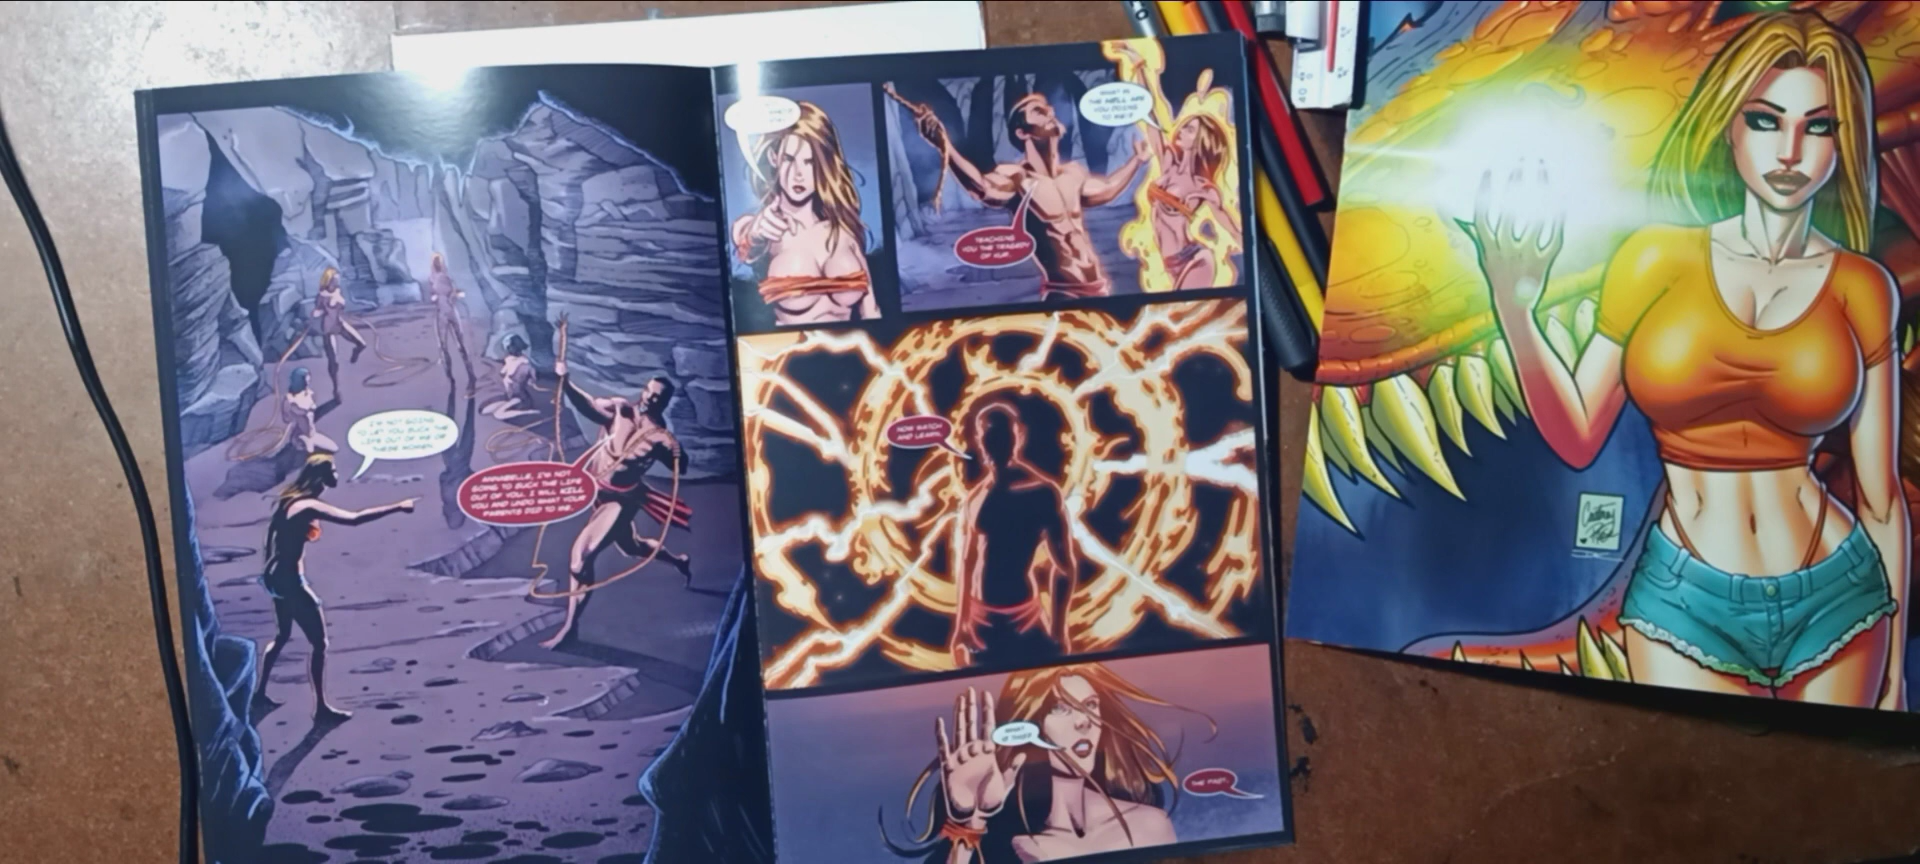 I'M NOT GOING
TO LET YOU SUCK THE
LIFE OUT OF ME OR
THESE WOMEN.
ANNABELLE, I'M NOT
GOING TO SUCK THE LIFE
OUT OF YOU. I WILL KILL
YOU AND UNDO WHAT YOUR
PARENTS DID TO ME.
WHAT IN
THE HELL ARE
YOU DOING
TO ME?
TEACHING
YOU THE TRAGEDY
OF KUR.
NOW WATCH
AND LEARN.
WHAT
IS THIS?
THE PAST.